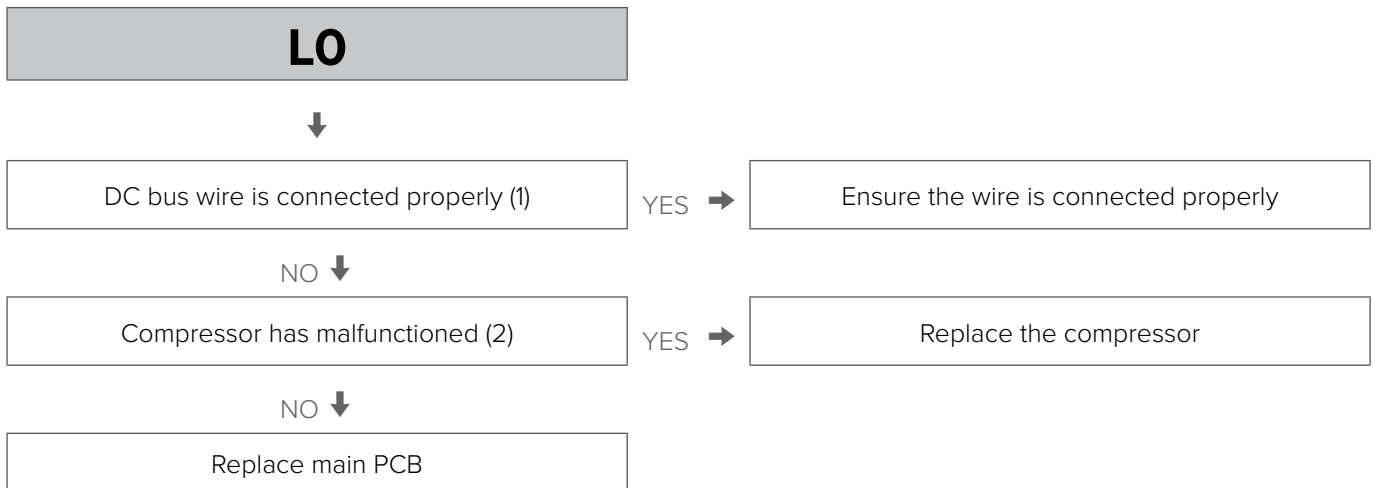 L0
DC bus wire is connected properly (1)
YES
Ensure the wire is connected properly
NO
Compressor has malfunctioned (2)
YES
Replace the compressor
NO
Replace main PCB